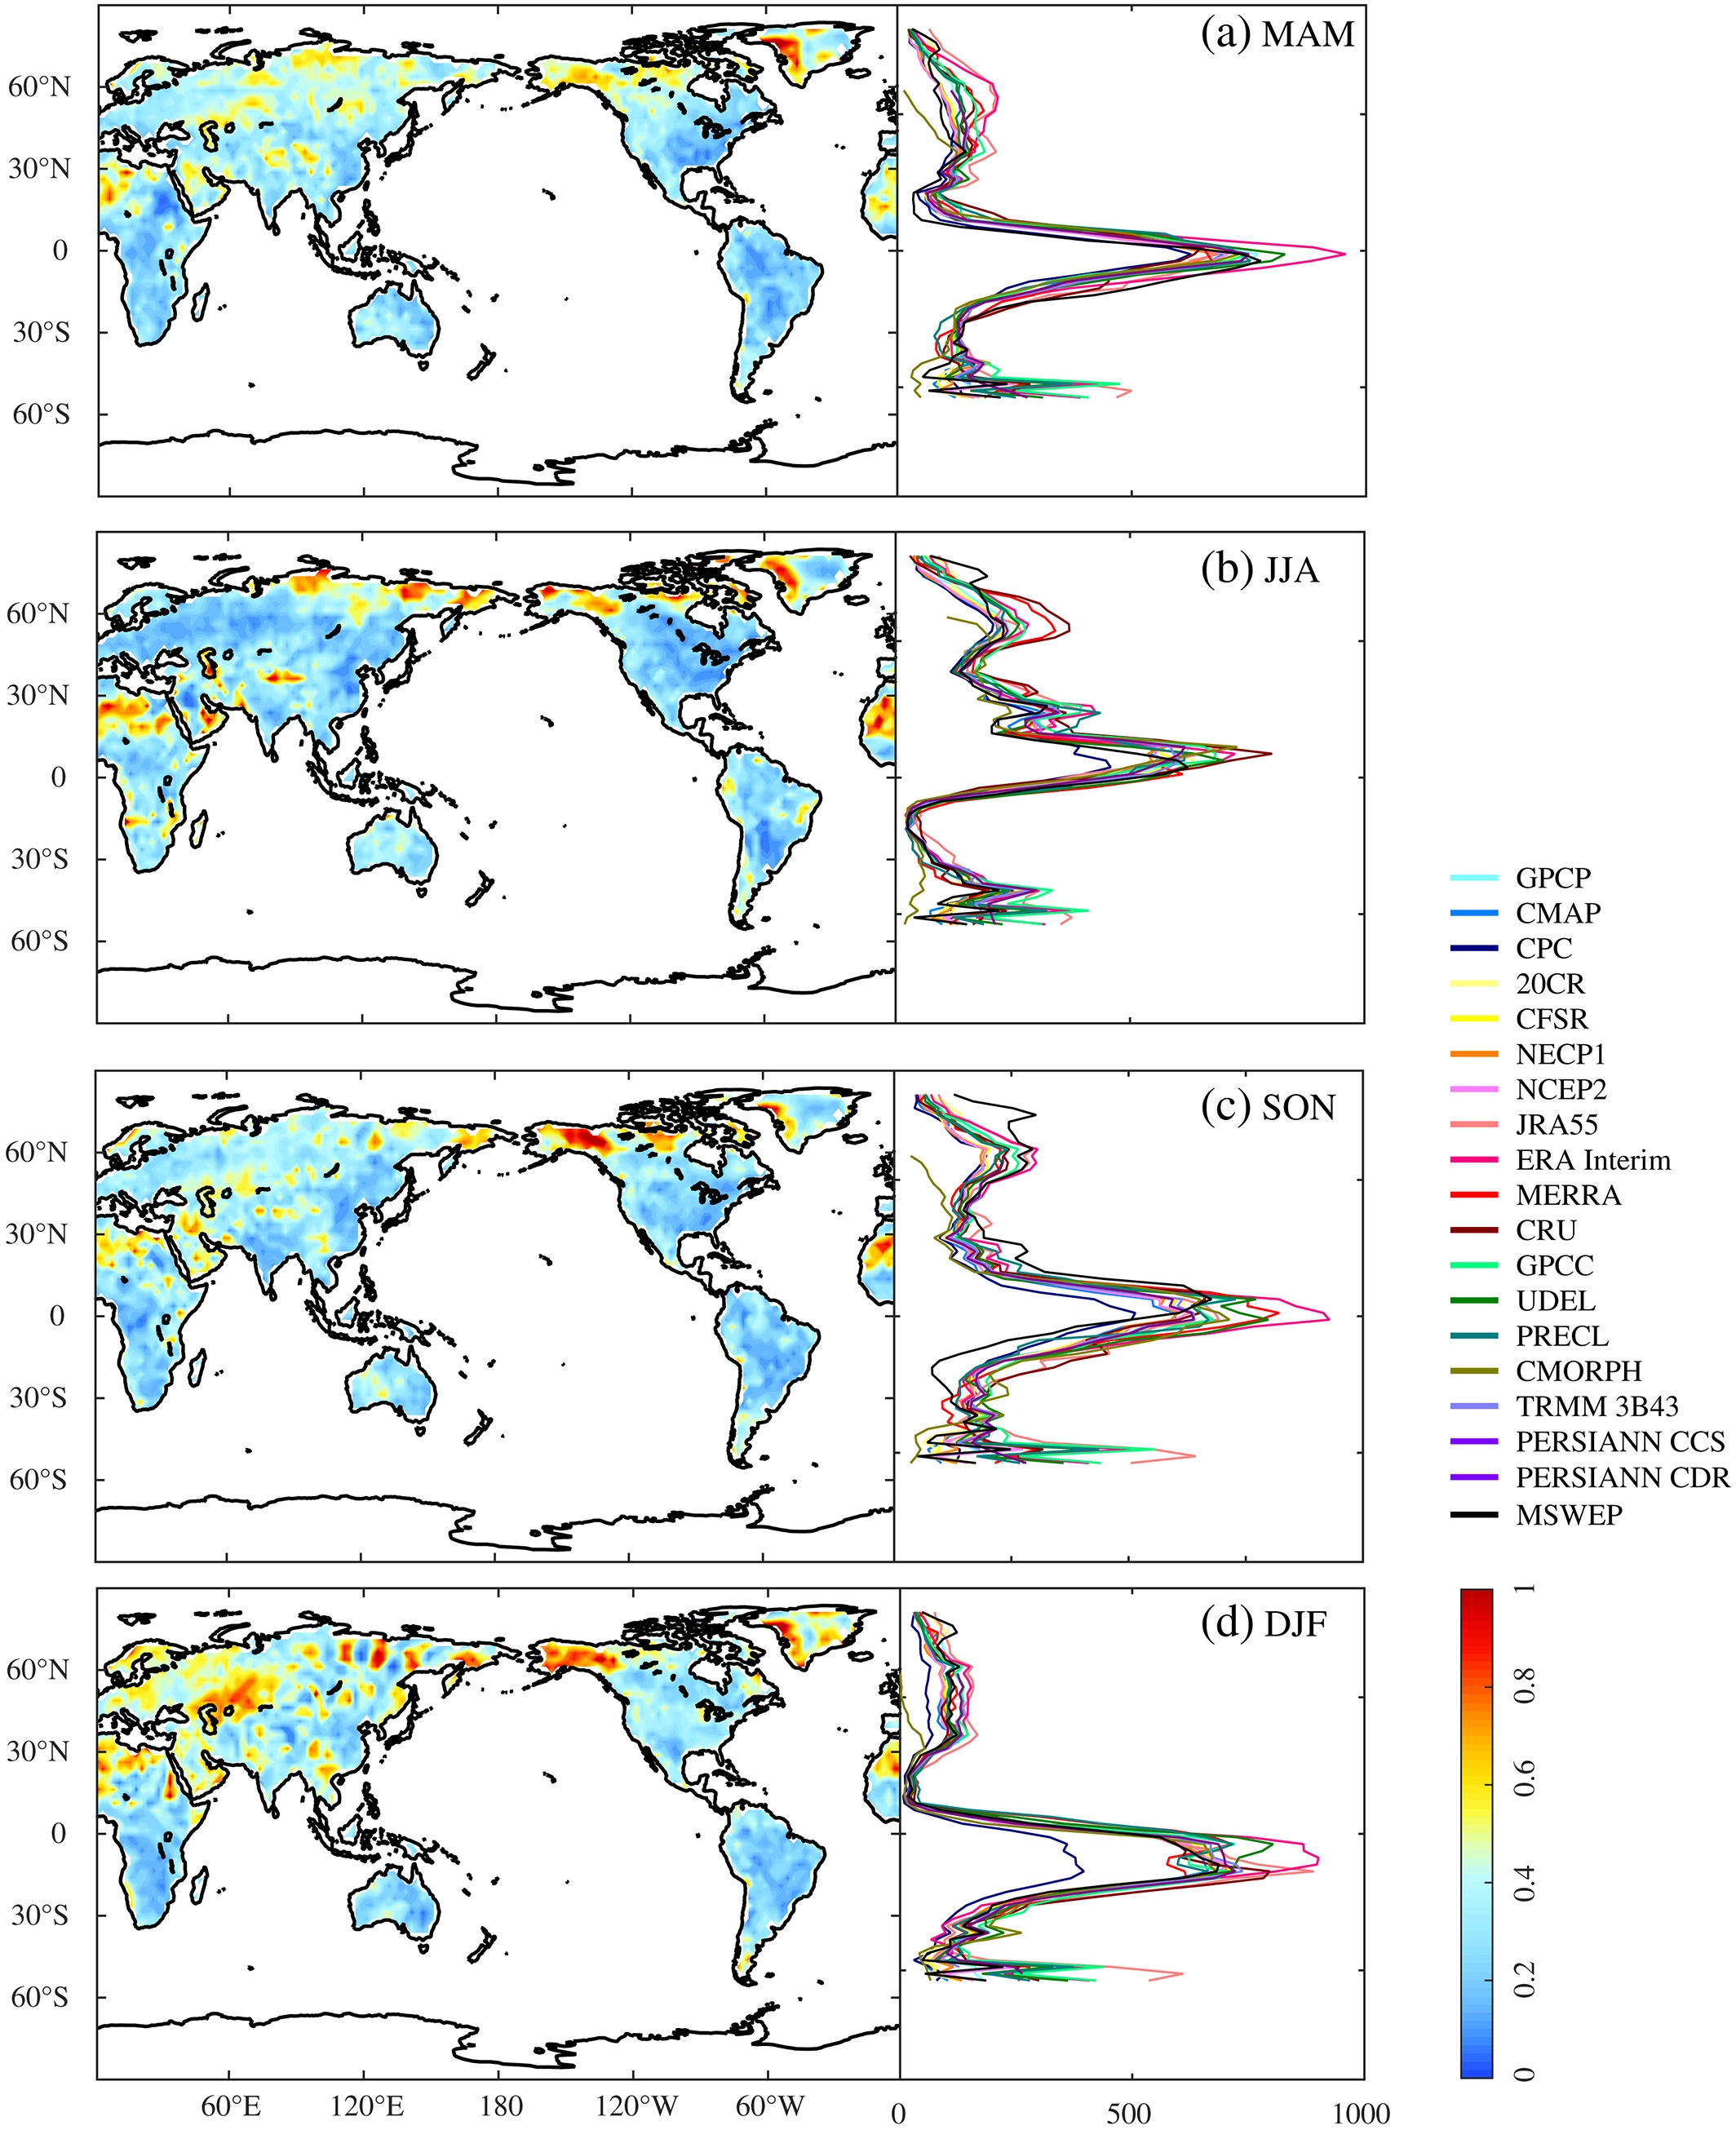 (a) MAM
60°N
30°N
0
30°S
60°S
(b) JJA
60°N
30°N
0
30°S
60°S
(c) SON
60°N
30°N
0
30°S
60°S
(d) DJF
60°N
30°N
0
30°S
60°S
60°E 120°E 180 120°W 60°W 0 500 1000
GPCP
CMAP
CPC
20CR
CFSR
NECP1
NCEP2
JRA55
ERA Interim
MERRA
CRU
GPCC
UDEL
PRECL
CMORPH
TRMM 3B43
PERSIANN CCS
PERSIANN CDR
MSWEP
1
0.8
0.6
0.4
0.2
0